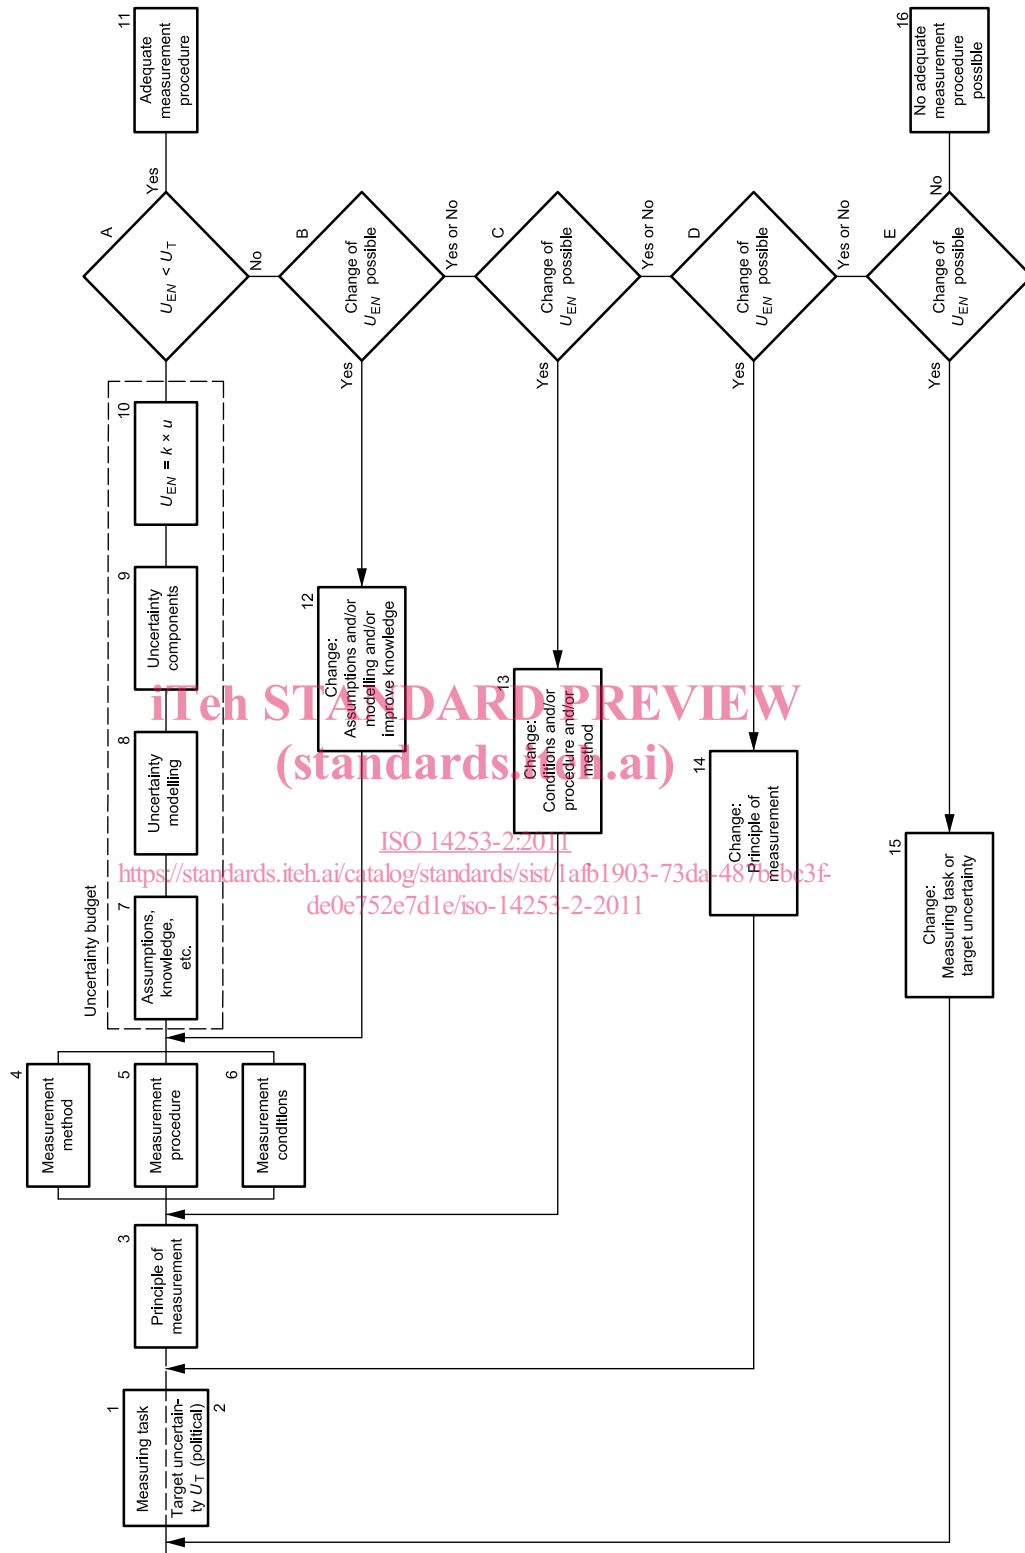 1
Measuring task
Target uncertain-
ty UT (political)
2
3
Principle of
measurement
4
Measurement
method
5
Measurement
procedure
6
Measurement
conditions
Uncertainty budget
7
Assumptions,
knowledge,
etc.
8
Uncertainty
modelling
9
Uncertainty
components
10
UEN = k × u
A
UEN < UT
Yes
No
11
Adequate
measurement
procedure
B
Change of
UEN possible
Yes
Yes or No
12
Change:
Assumptions and/or
modelling and/or
improve knowledge
C
Change of
UEN possible
Yes
Yes or No
13
Change:
Conditions and/or
procedure and/or
method
D
Change of
UEN possible
Yes
Yes or No
14
Change:
Principle of
measurement
E
Change of
UEN possible
Yes
No
15
Change:
Measuring task or
target uncertainty
16
No adequate
measurement
procedure
possible
iTeh STANDARD PREVIEW
(standards.iteh.ai)
ISO 14253-2:2011
https://standards.iteh.ai/catalog/standards/sist/1afb1903-73da-487b-bc3f-
de0e752e7d1e/iso-14253-2-2011